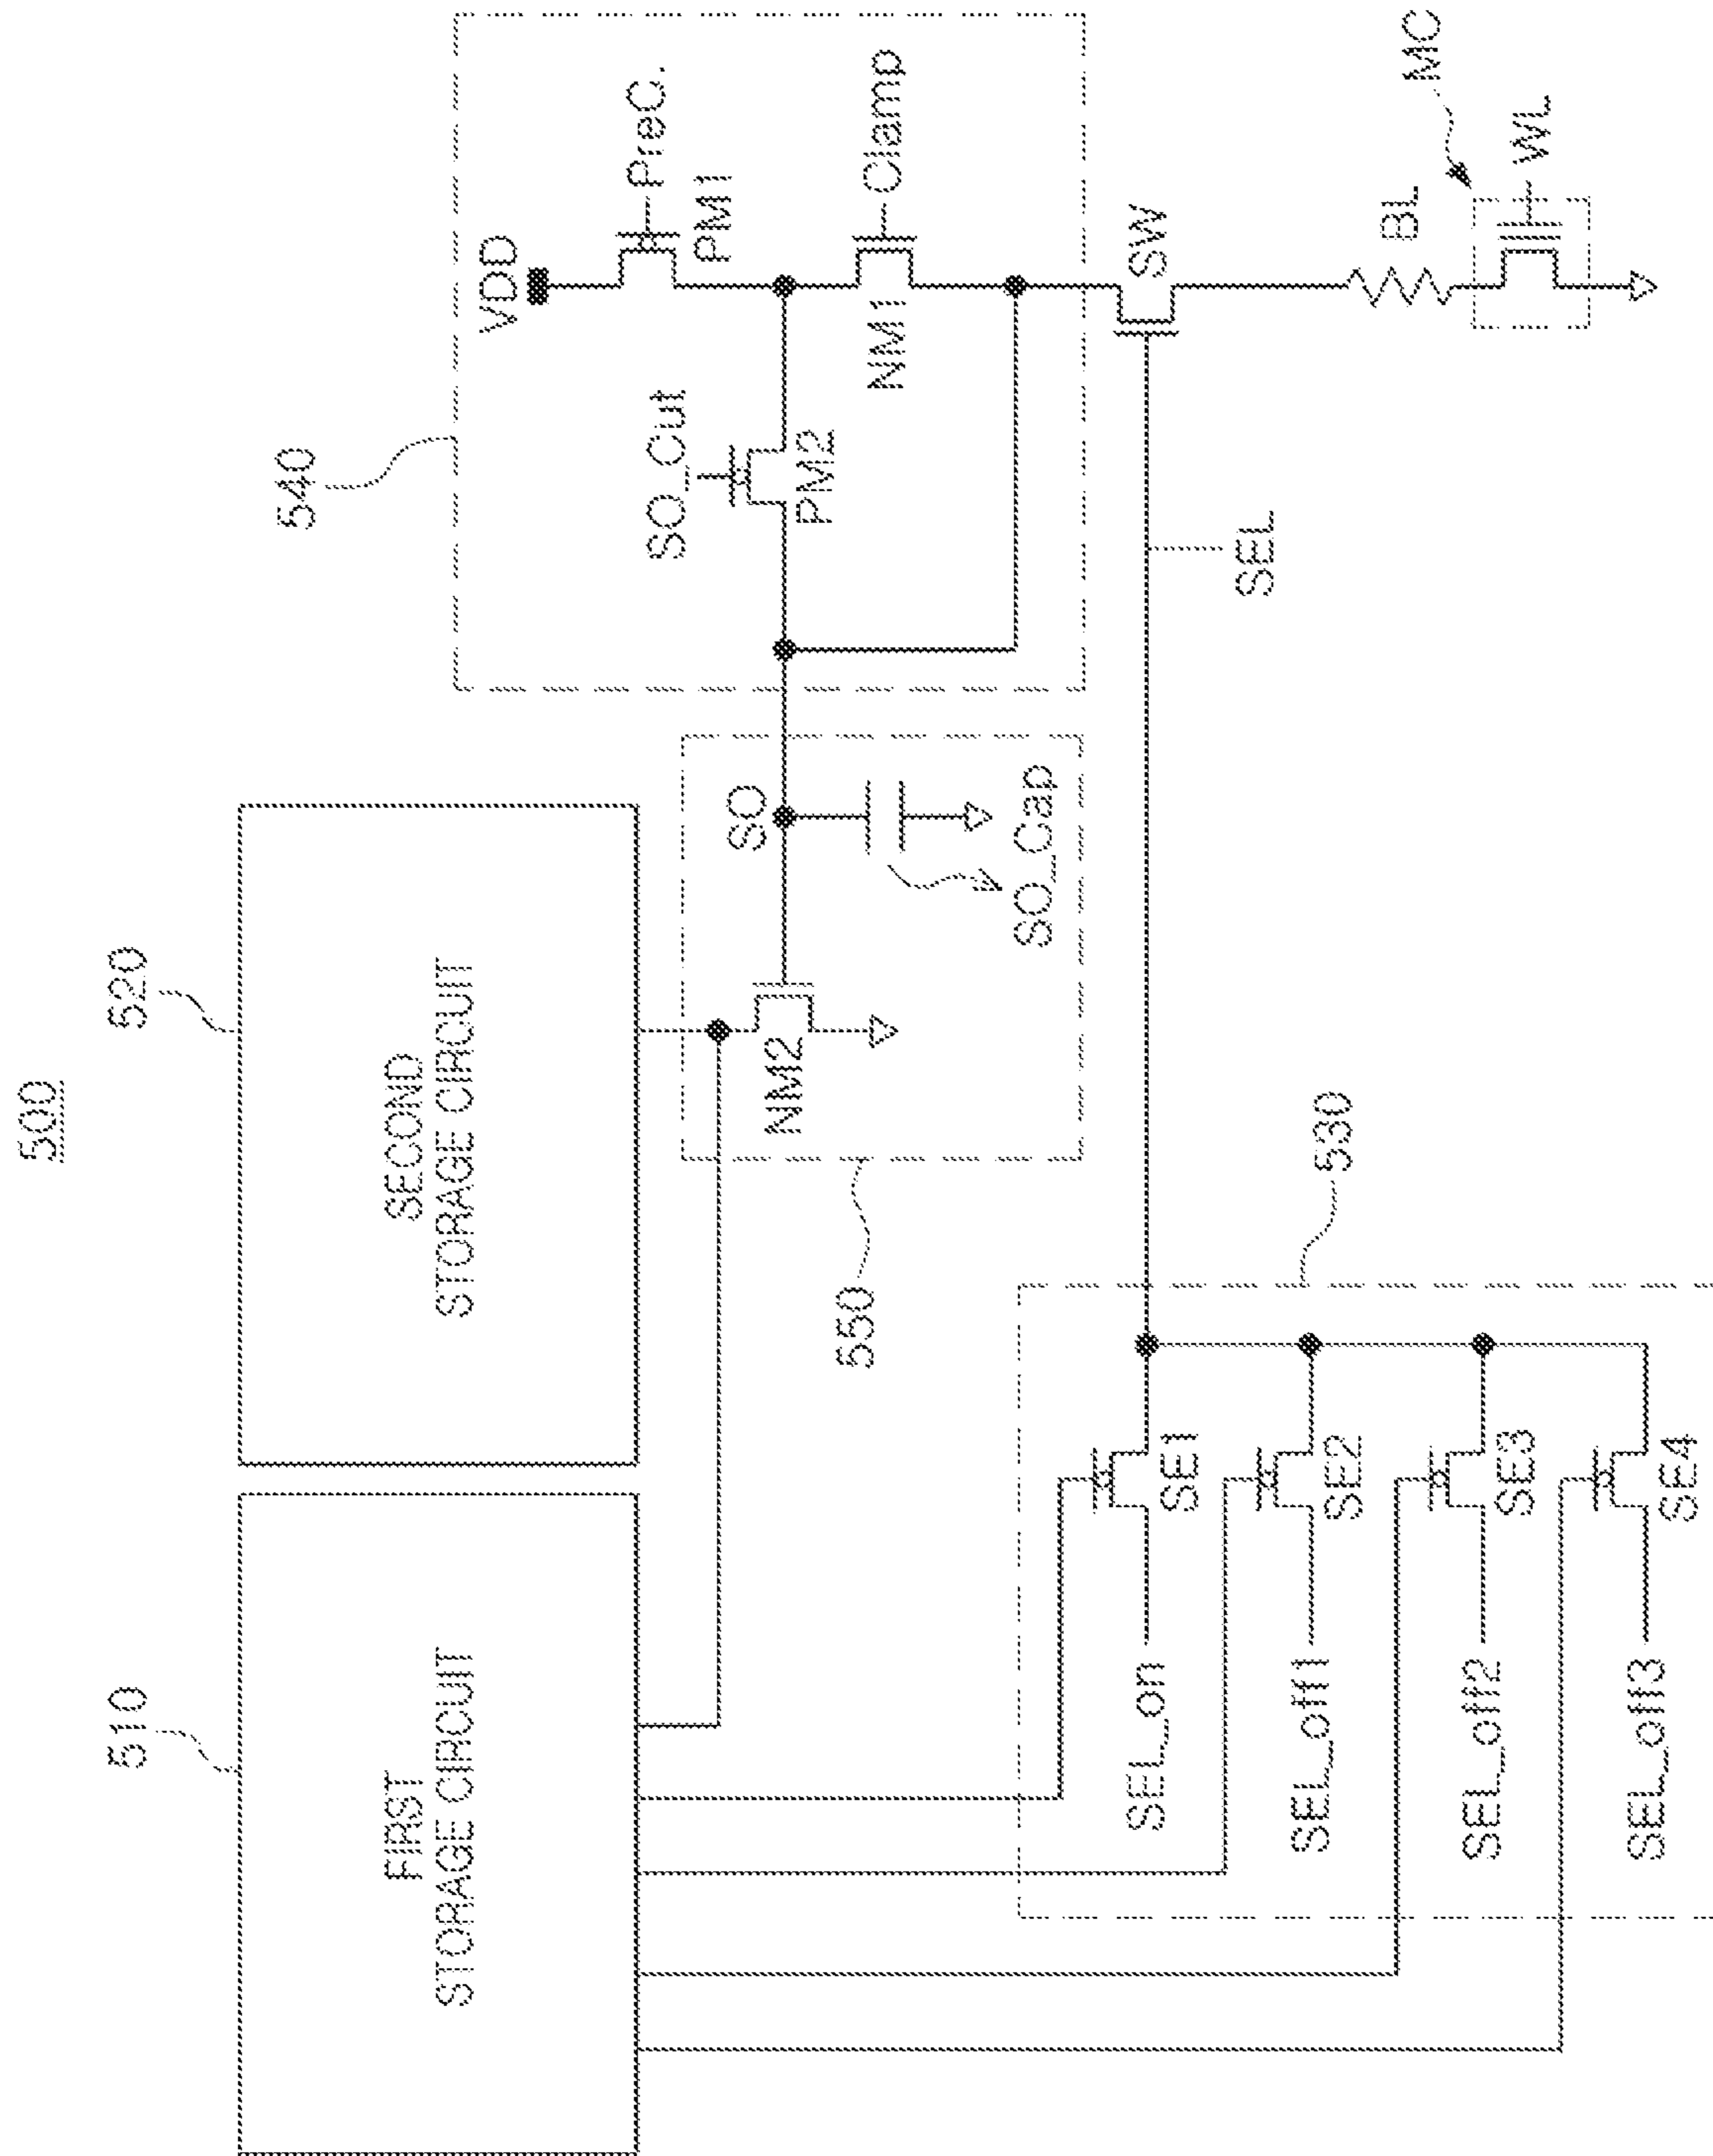 500
510
520
FIRST
STORAGE CIRCUIT
SECOND
STORAGE CIRCUIT
540
VDD
PreC.
PM1
SO_Cut
PM2
NM1
Clamp
SO
NM2
SO_Cap
550
SW
SEL
BL
MC
WL
530
SE1
SEL_on
SE2
SEL_off1
SE3
SEL_off2
SE4
SEL_off3